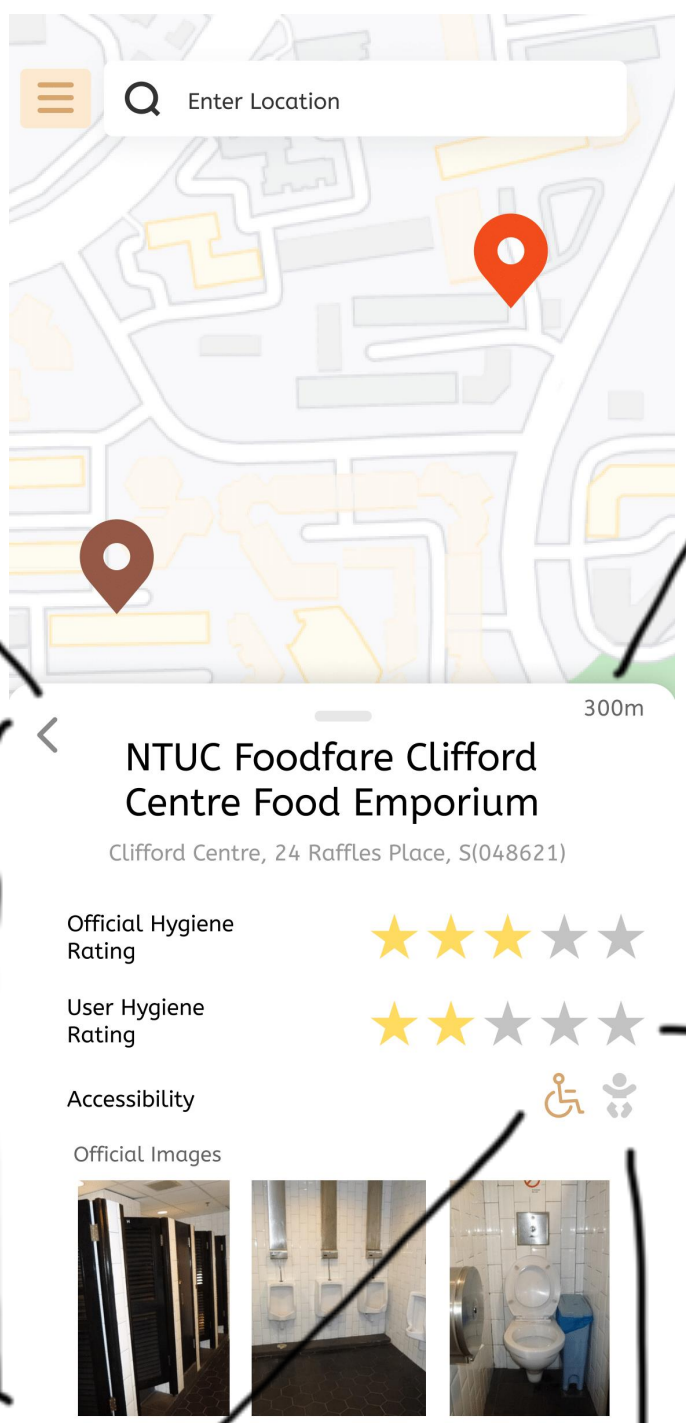 Enter Location
300m
NTUC Foodfare Clifford
Centre Food Emporium
Clifford Centre, 24 Raffles Place, S(048621)
Official Hygiene
Rating
User Hygiene
Rating
Accessibility
Official Images